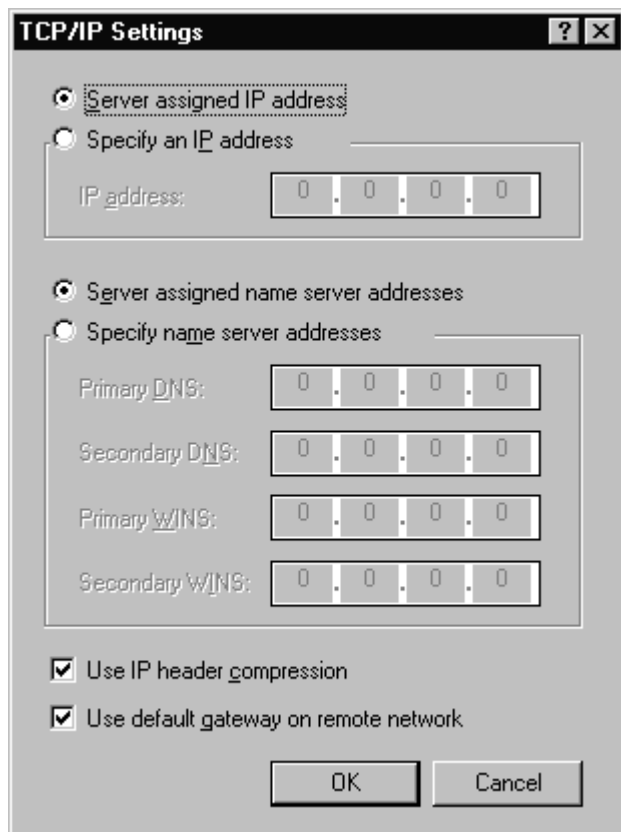 TCP/IP Settings ? X
Server assigned IP address
Specify an IP address
IP address: 0 . 0 . 0 . 0
Server assigned name server addresses
Specify name server addresses
Primary DNS: 0 . 0 . 0 . 0
Secondary DNS: 0 . 0 . 0 . 0
Primary WINS: 0 . 0 . 0 . 0
Secondary WINS: 0 . 0 . 0 . 0
Use IP header compression
Use default gateway on remote network
OK Cancel